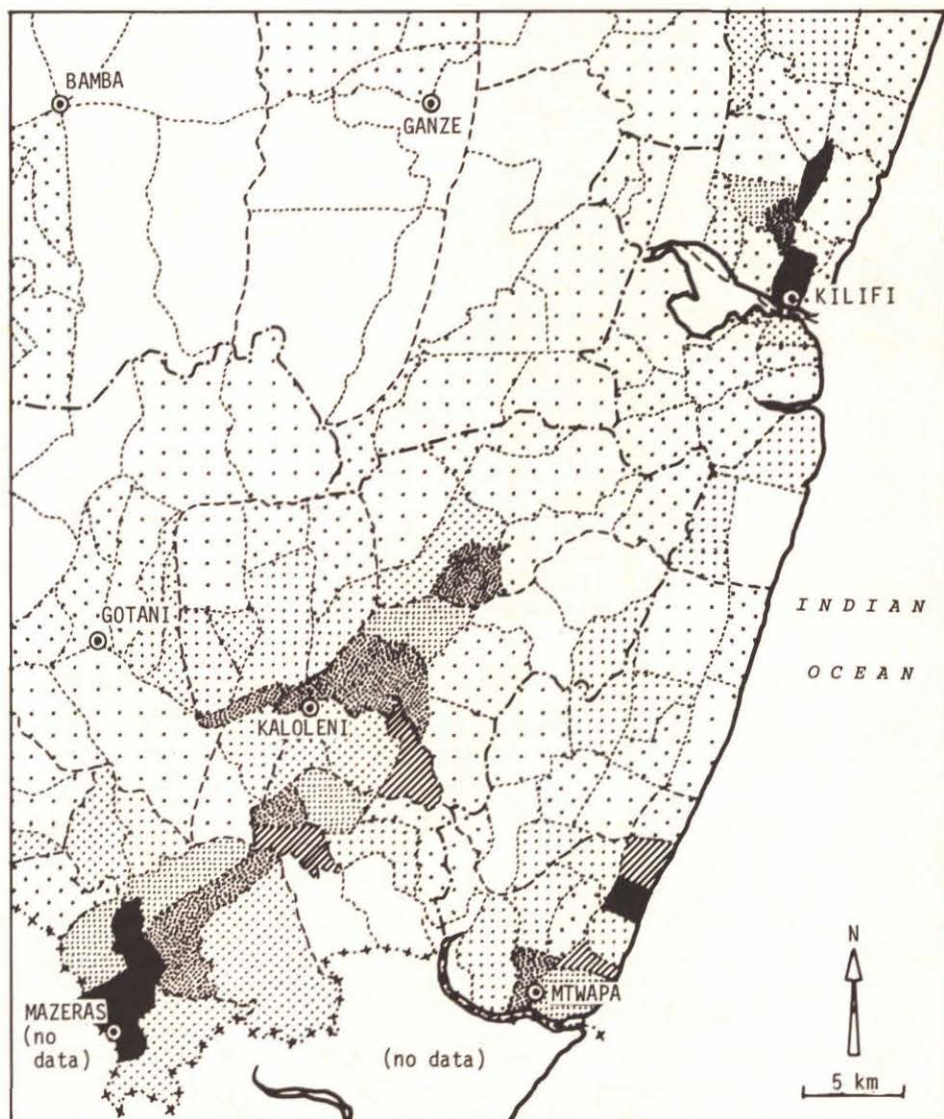 BAMBA
GANZE
KILIFI
GOTANI
INDIAN
OCEAN
KALOLENI
MTWAPA
MAZERAS
(no
data)
(no data)
N
5 km